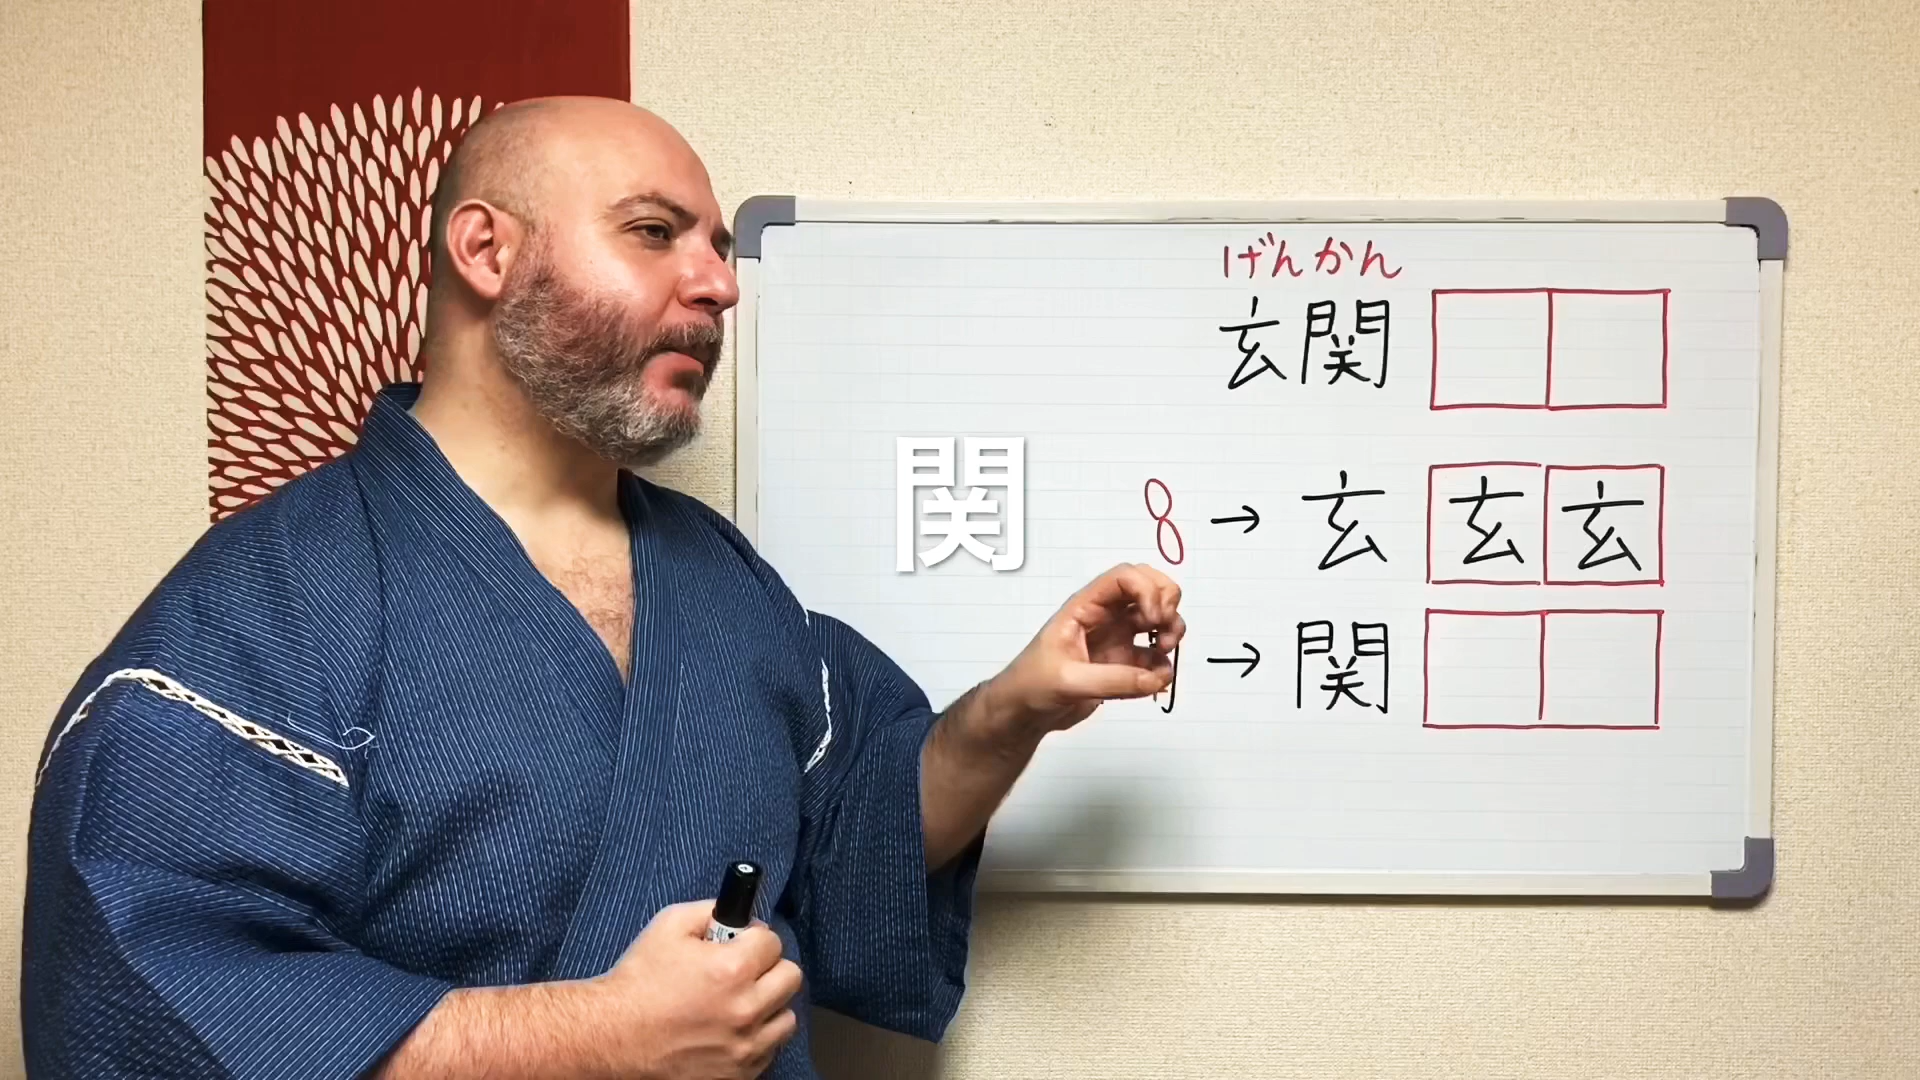 げんかん
玄関
関
8 → 玄 玄 玄
→ 関